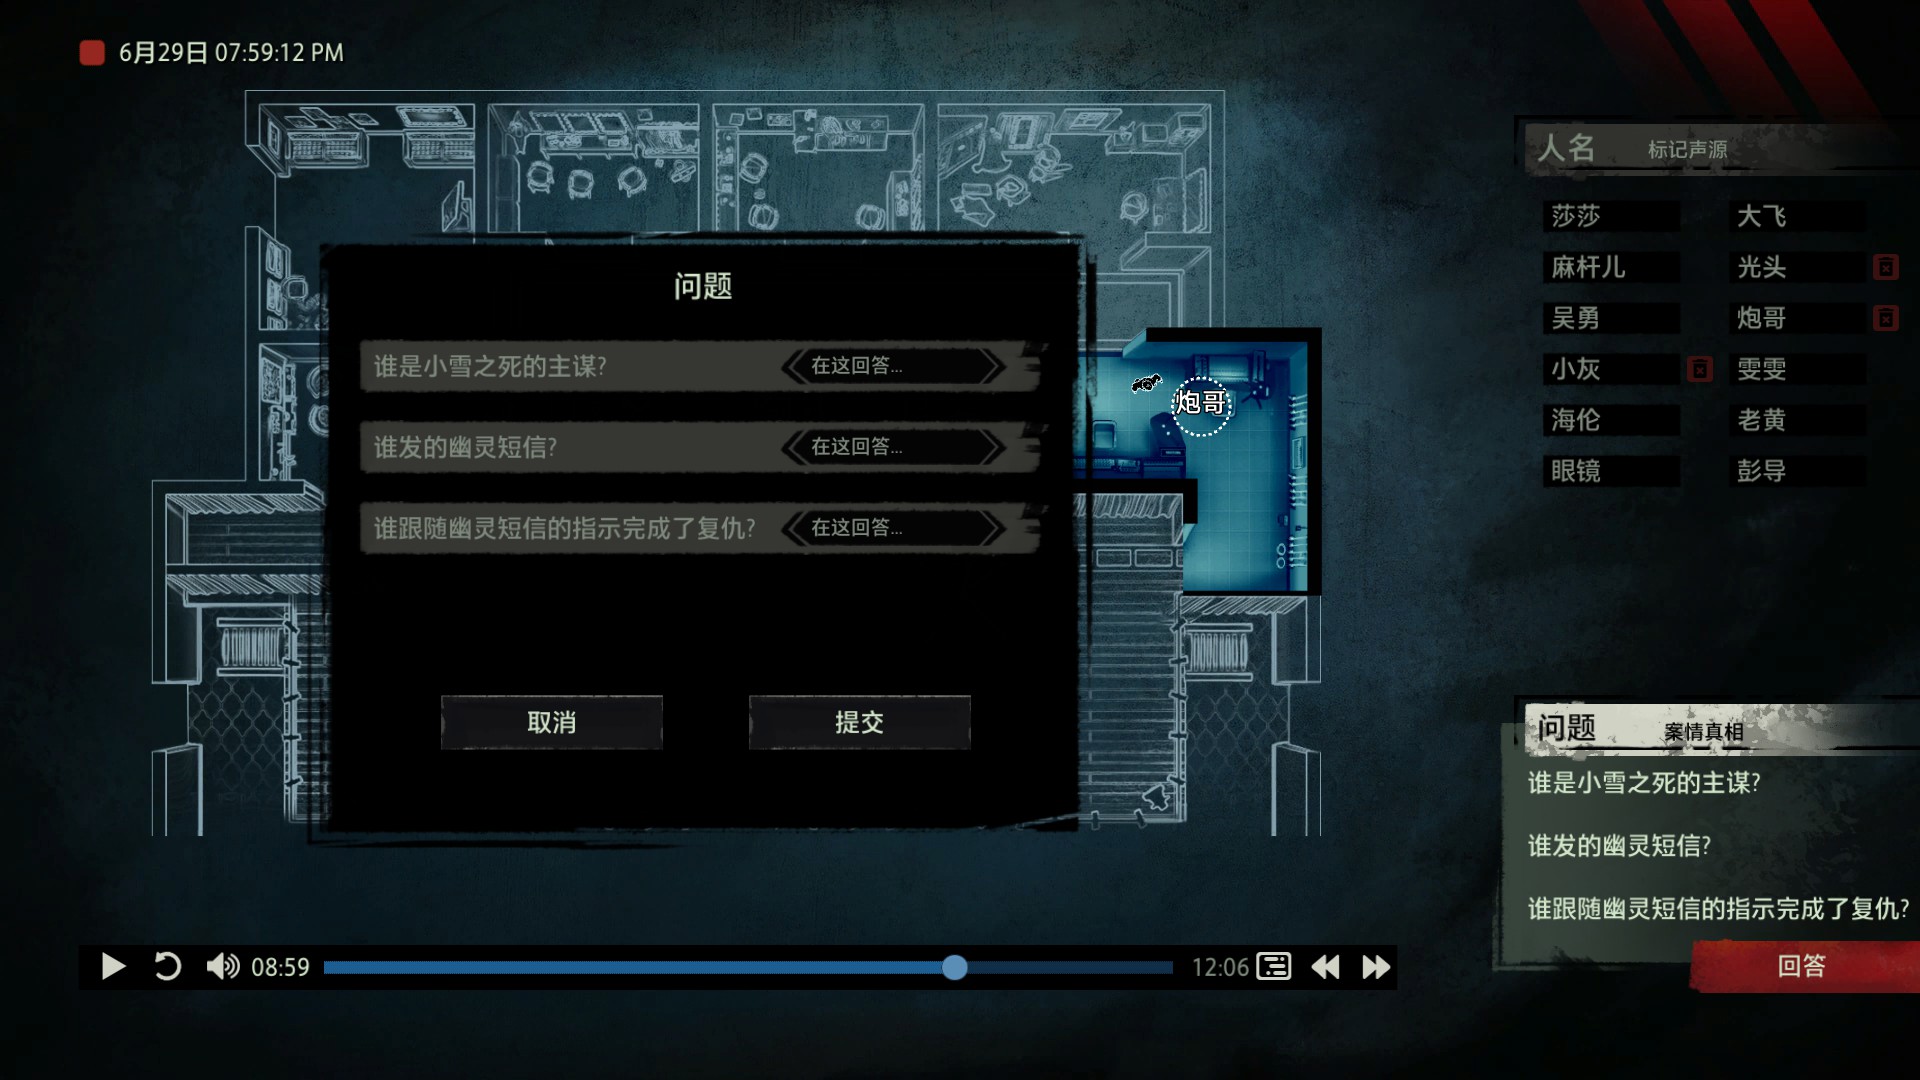 6月29日 07:59:12 PM
人名 标记声源
莎莎 大飞
麻杆儿 光头
吴勇 炮哥
小灰 雯雯
海伦 老黄
眼镜 彭导
炮哥
问题
谁是小雪之死的主谋? 在这回答...
谁发的幽灵短信? 在这回答...
谁跟随幽灵短信的指示完成了复仇? 在这回答...
取消 提交
问题 案情真相
谁是小雪之死的主谋?
谁发的幽灵短信?
谁跟随幽灵短信的指示完成了复仇?
回答
08:59 12:06